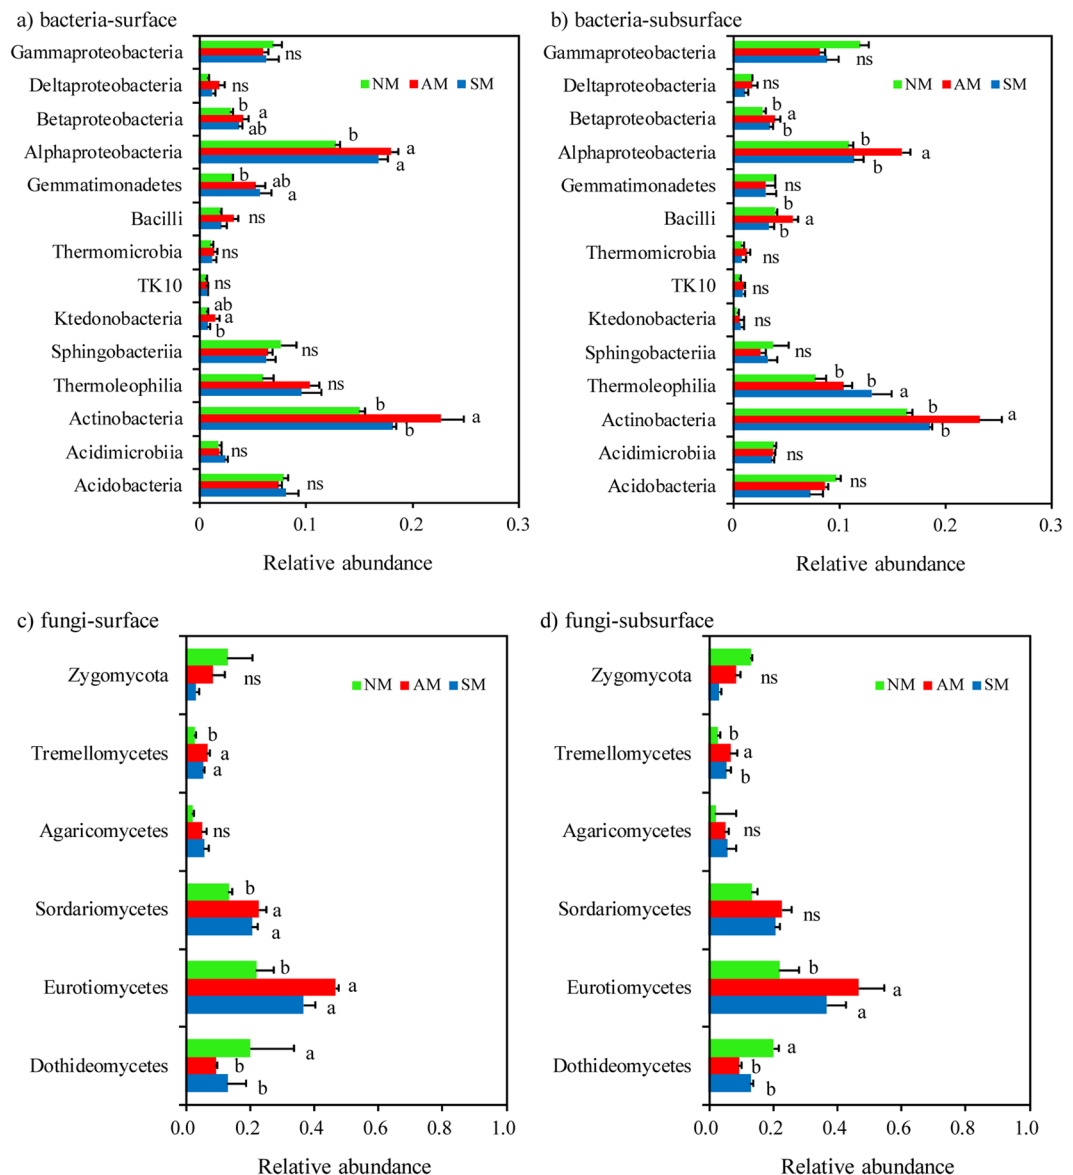 a) bacteria-surface
Gammaproteobacteria ns
NM AM SM
Deltaproteobacteria ns
b
Betaproteobacteria a
ab
b
Alphaproteobacteria a
a
b ab
Gemmatimonadetes
a
Bacilli ns
Thermomicrobia ns
TK10 ns
ab
Ktedonobacteria a
b
Sphingobacteriia ns
Thermoleophilia ns
b
Actinobacteria a
b
Acidimicrobiia ns
Acidobacteria ns
0 0.1 0.2 0.3
Relative abundance
b) bacteria-subsurface
Gammaproteobacteria ns
NM AM SM
Deltaproteobacteria ns
b
Betaproteobacteria a
b
b
Alphaproteobacteria a
b
Gemmatimonadetes ns
b
Bacilli a
b
Thermomicrobia ns
TK10 ns
Ktedonobacteria ns
Sphingobacteriia ns
b
Thermoleophilia b
a
b
Actinobacteria a
b
Acidimicrobiia ns
Acidobacteria ns
0 0.1 0.2 0.3
Relative abundance
c) fungi-surface
Zygomycota ns
NM AM SM
b
Tremellomycetes a
a
Agaricomycetes ns
b
Sordariomycetes a
a
b
Eurotiomycetes a
a
a
Dothideomycetes b
b
0.0 0.2 0.4 0.6 0.8 1.0
Relative abundance
d) fungi-subsurface
Zygomycota ns
NM AM SM
b
Tremellomycetes a
b
Agaricomycetes ns
Sordariomycetes ns
b
Eurotiomycetes a
a
a
Dothideomycetes b
b
0.0 0.2 0.4 0.6 0.8 1.0
Relative abundance